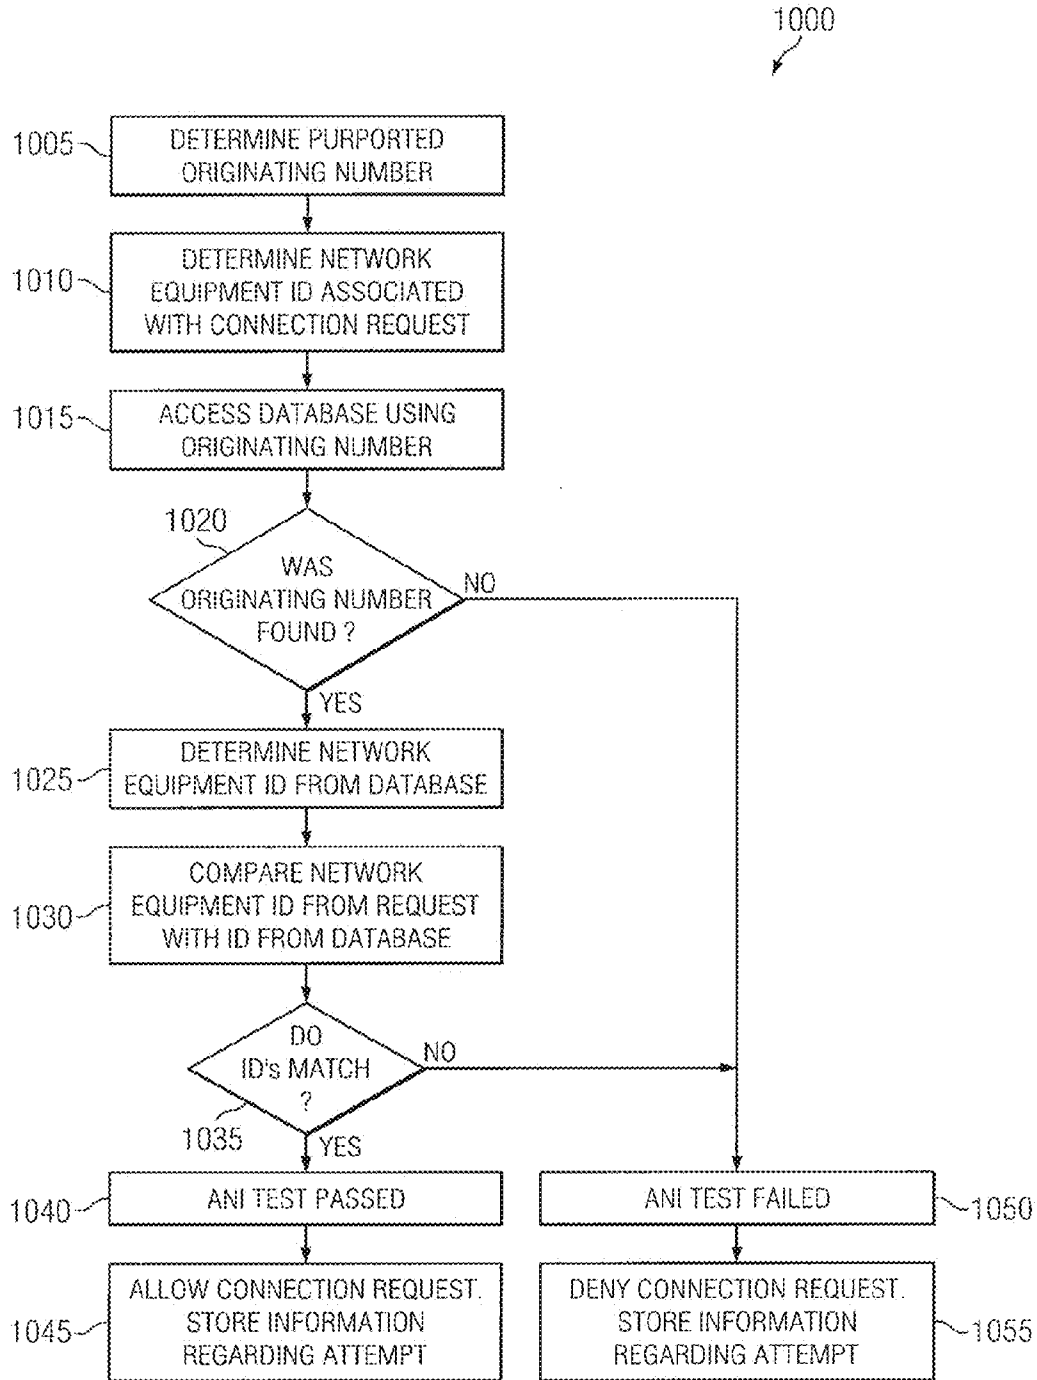 1000
1005
DETERMINE PURPORTED
ORIGINATING NUMBER
1010
DETERMINE NETWORK
EQUIPMENT ID ASSOCIATED
WITH CONNECTION REQUEST
1015
ACCESS DATABASE USING
ORIGINATING NUMBER
1020
WAS
ORIGINATING NUMBER
FOUND ?
NO
YES
1025
DETERMINE NETWORK
EQUIPMENT ID FROM DATABASE
1030
COMPARE NETWORK
EQUIPMENT ID FROM REQUEST
WITH ID FROM DATABASE
DO
ID's MATCH
?
NO
1035
YES
1040
ANI TEST PASSED
ANI TEST FAILED
1050
1045
ALLOW CONNECTION REQUEST.
STORE INFORMATION
REGARDING ATTEMPT
DENY CONNECTION REQUEST.
STORE INFORMATION
REGARDING ATTEMPT
1055